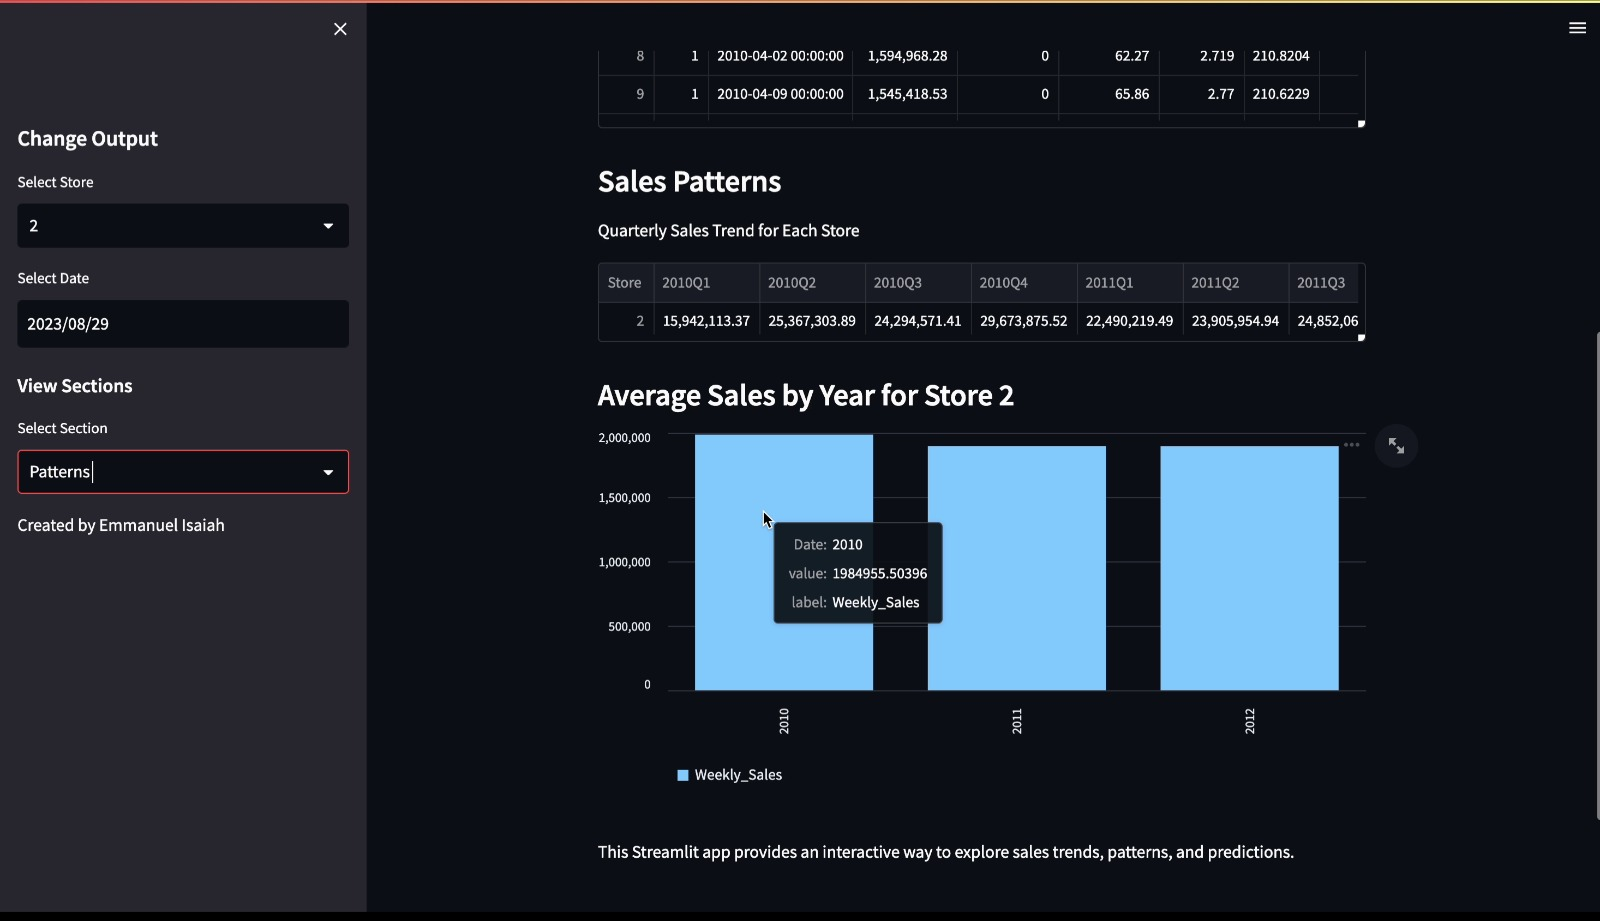 Change Output
Select Store
2
Select Date
2023/08/29
View Sections
Select Section
Patterns
Created by Emmanuel Isaiah
8 1 2010-04-02 00:00:00 1,594,968.28 0 62.27 2.719 210.8204
9 1 2010-04-09 00:00:00 1,545,418.53 0 65.86 2.77 210.6229
Sales Patterns
Quarterly Sales Trend for Each Store
Store 2010Q1 2010Q2 2010Q3 2010Q4 2011Q1 2011Q2 2011Q3
2 15,942,113.37 25,367,303.89 24,294,571.41 29,673,875.52 22,490,219.49 23,905,954.94 24,852,06
Average Sales by Year for Store 2
2,000,000
1,500,000
1,000,000
500,000
0
Date: 2010
value: 1984955.50396
label: Weekly_Sales
2010 2011 2012
Weekly_Sales
This Streamlit app provides an interactive way to explore sales trends, patterns, and predictions.